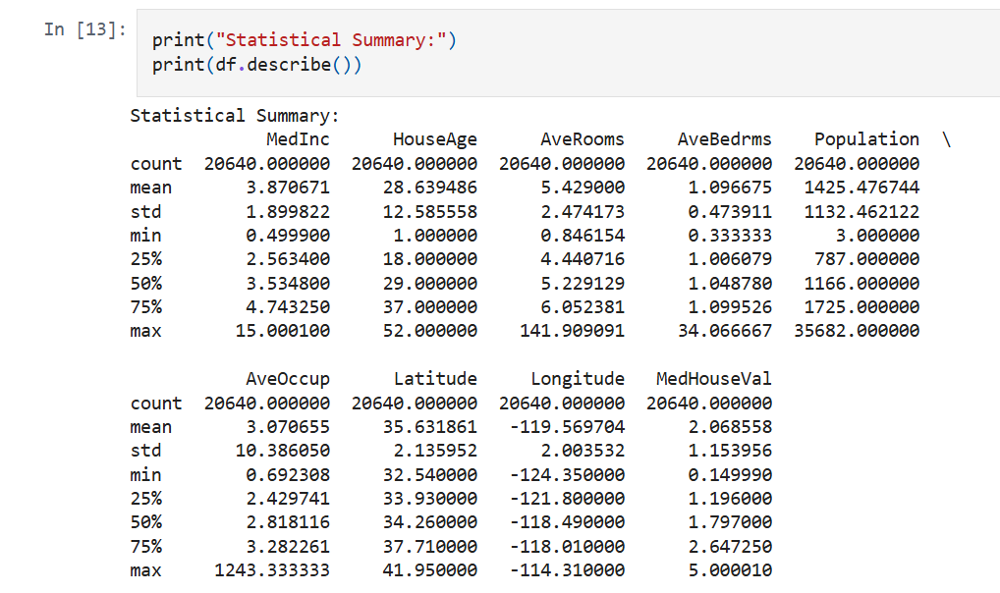 In [13]:
print("Statistical Summary:")
print(df.describe())
Statistical Summary:
             MedInc      HouseAge      AveRooms     AveBedrms    Population  \
count  20640.000000  20640.000000  20640.000000  20640.000000  20640.000000
mean       3.870671     28.639486      5.429000      1.096675   1425.476744
std        1.899822     12.585558      2.474173      0.473911   1132.462122
min        0.499900      1.000000      0.846154      0.333333      3.000000
25%        2.563400     18.000000      4.440716      1.006079    787.000000
50%        3.534800     29.000000      5.229129      1.048780   1166.000000
75%        4.743250     37.000000      6.052381      1.099526   1725.000000
max       15.000100     52.000000    141.909091     34.066667  35682.000000
           AveOccup      Latitude     Longitude   MedHouseVal
count  20640.000000  20640.000000  20640.000000  20640.000000
mean       3.070655     35.631861   -119.569704      2.068558
std       10.386050      2.135952      2.003532      1.153956
min        0.692308     32.540000   -124.350000      0.149990
25%        2.429741     33.930000   -121.800000      1.196000
50%        2.818116     34.260000   -118.490000      1.797000
75%        3.282261     37.710000   -118.010000      2.647250
max     1243.333333     41.950000   -114.310000      5.000010